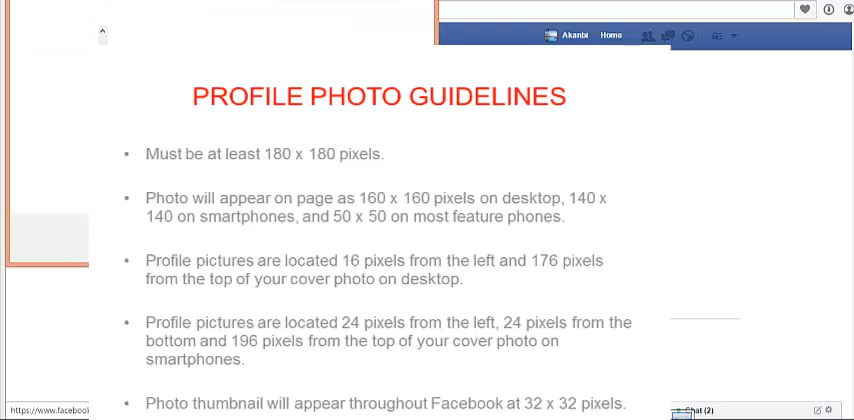 Akanbi Home
PROFILE PHOTO GUIDELINES
• Must be at least 180 x 180 pixels.
• Photo will appear on page as 160 x 160 pixels on desktop, 140 x
140 on smartphones, and 50 x 50 on most feature phones.
• Profile pictures are located 16 pixels from the left and 176 pixels
from the top of your cover photo on desktop.
• Profile pictures are located 24 pixels from the left, 24 pixels from the
bottom and 196 pixels from the top of your cover photo on
smartphones.
• Photo thumbnail will appear throughout Facebook at 32 x 32 pixels.
https://www.facebook
Chat (2)